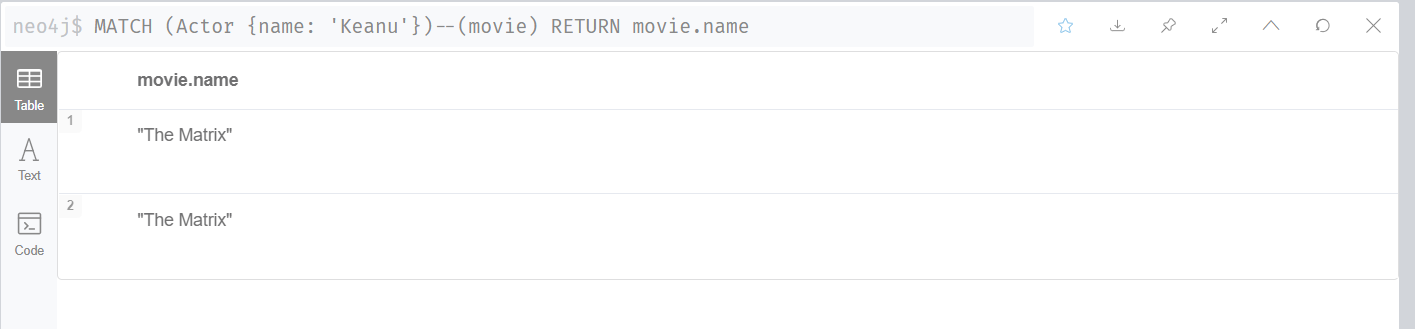 neo4j$ MATCH (Actor {name: 'Keanu'})--(movie) RETURN movie.name
movie.name
Table
1
"The Matrix"
Text
2
"The Matrix"
Code